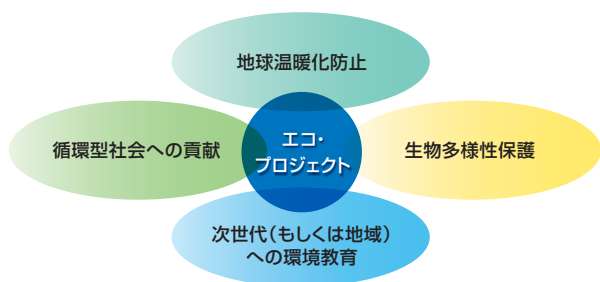 地球温暖化防止
循環型社会への貢献
エコ・
プロジェクト
生物多様性保護
次世代（もしくは地域）
への環境教育